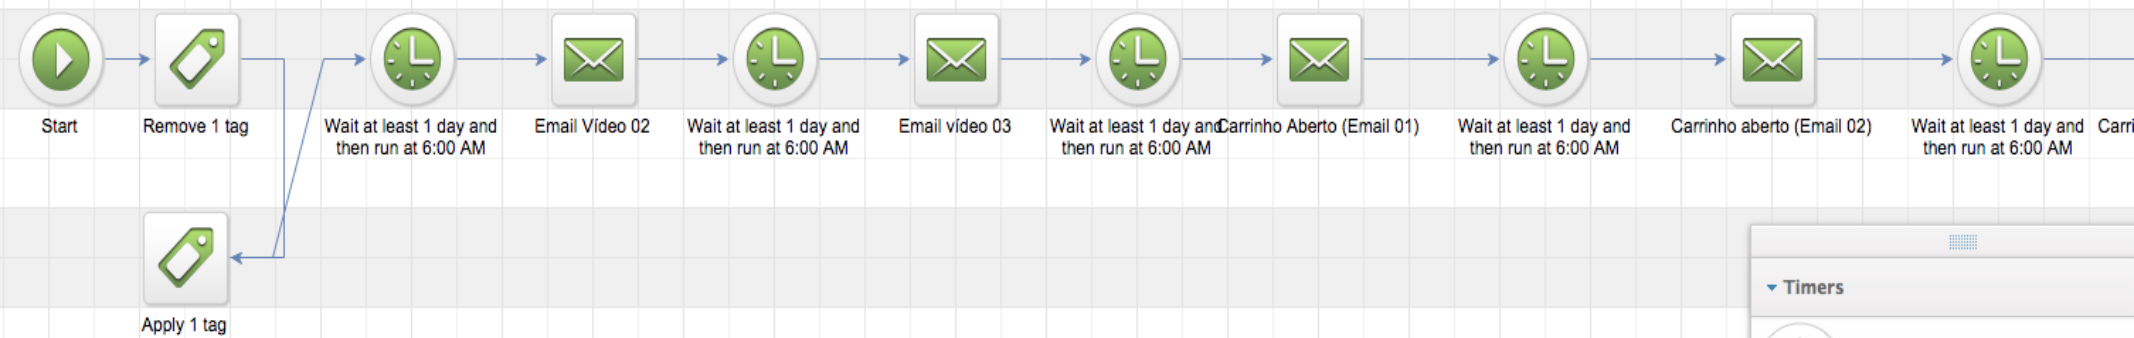 Start
Remove 1 tag
Wait at least 1 day and
then run at 6:00 AM
Email Vídeo 02
Wait at least 1 day and
then run at 6:00 AM
Email vídeo 03
Wait at least 1 day and
then run at 6:00 AM
Carrinho Aberto (Email 01)
Wait at least 1 day and
then run at 6:00 AM
Carrinho aberto (Email 02)
Wait at least 1 day and
then run at 6:00 AM
Carri
Apply 1 tag
Timers